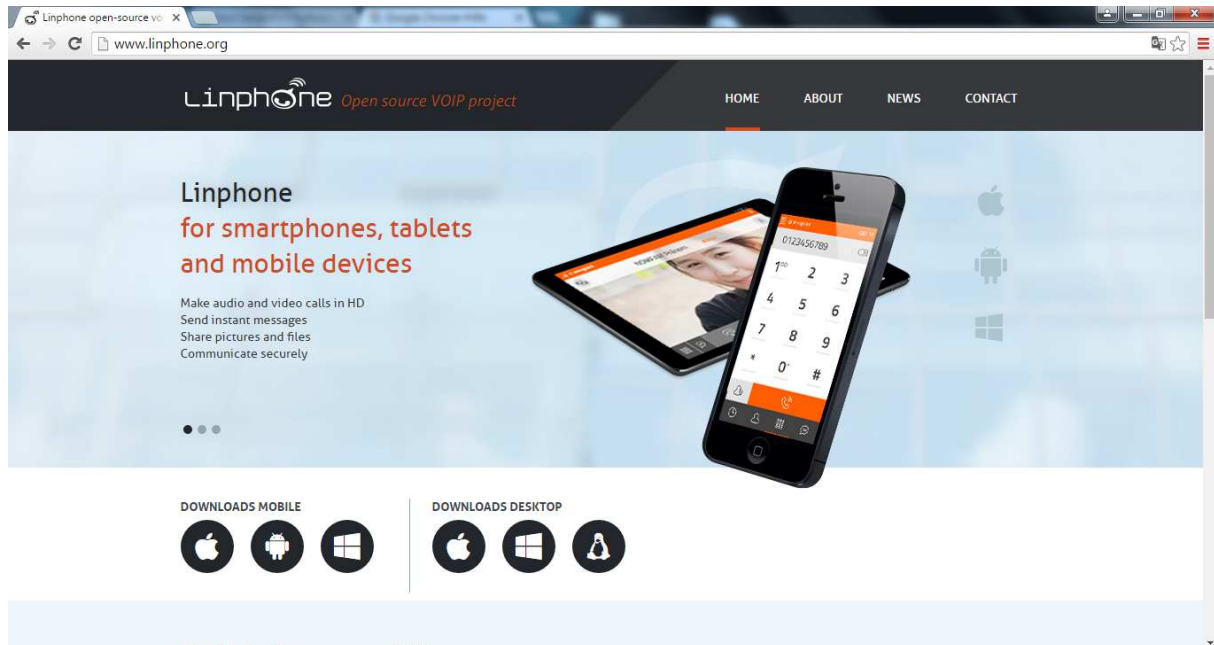 Linphone open-source vo
www.linphone.org
Linphone Open source VOIP project
HOME ABOUT NEWS CONTACT
Linphone
for smartphones, tablets
and mobile devices
Make audio and video calls in HD
Send instant messages
Share pictures and files
Communicate securely
0123456789
1 2 3
4 5 6
7 8 9
* 0 #
DOWNLOADS MOBILE DOWNLOADS DESKTOP